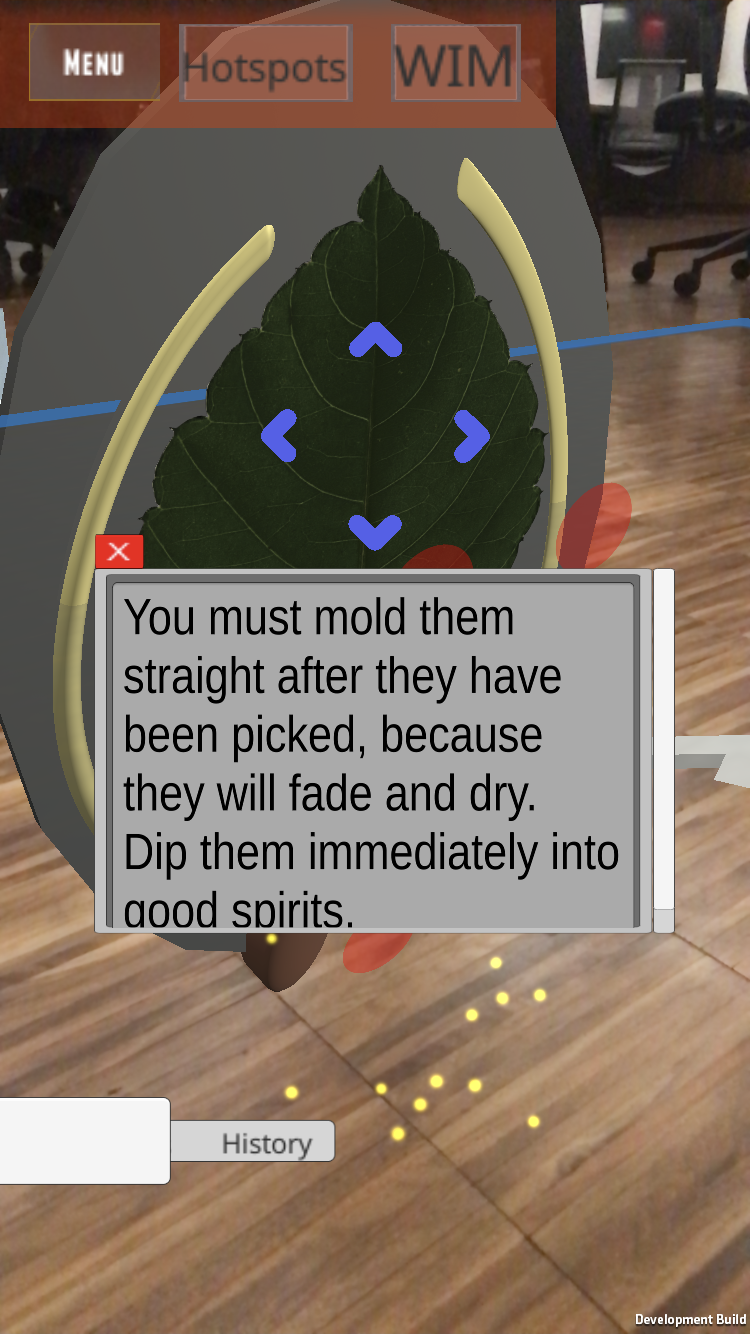 MENU
Hotspots
WIM
You must mold them
straight after they have
been picked, because
they will fade and dry.
Dip them immediately into
good spirits.
History
Development Build